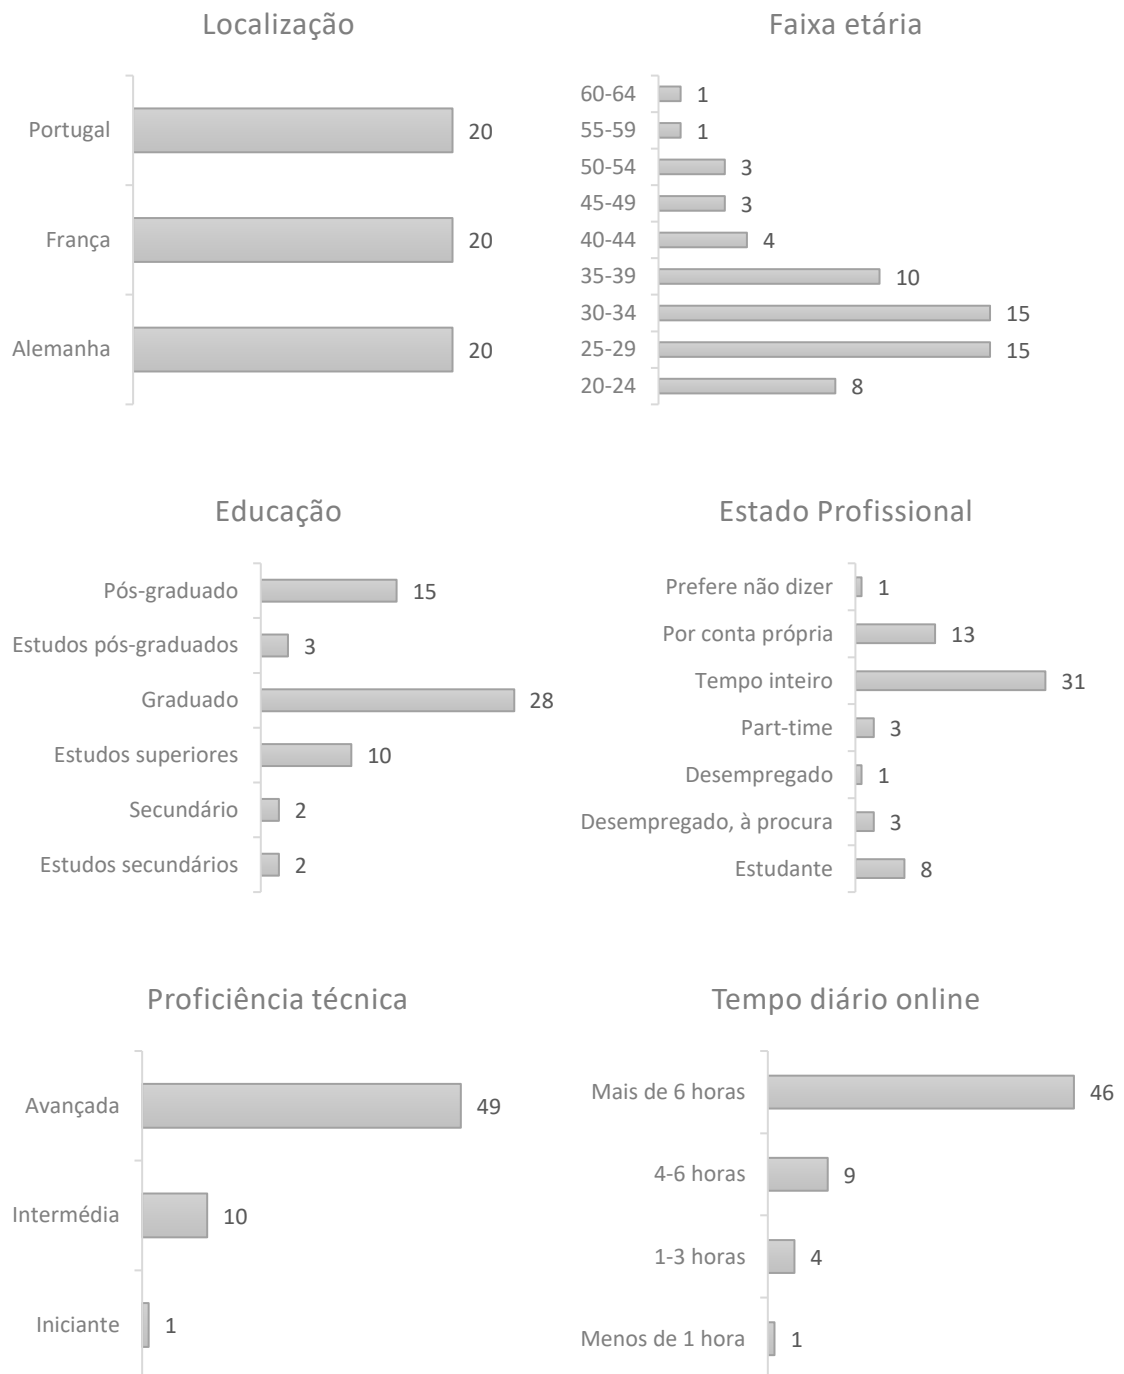 Localização
Portugal 20
França 20
Alemanha 20
Faixa etária
60-64 1
55-59 1
50-54 3
45-49 3
40-44 4
35-39 10
30-34 15
25-29 15
20-24 8
Educação
Pós-graduado 15
Estudos pós-graduados 3
Graduado 28
Estudos superiores 10
Secundário 2
Estudos secundários 2
Estado Profissional
Prefere não dizer 1
Por conta própria 13
Tempo inteiro 31
Part-time 3
Desempregado 1
Desempregado, à procura 3
Estudante 8
Proficiência técnica
Avançada 49
Intermédia 10
Iniciante 1
Tempo diário online
Mais de 6 horas 46
4-6 horas 9
1-3 horas 4
Menos de 1 hora 1